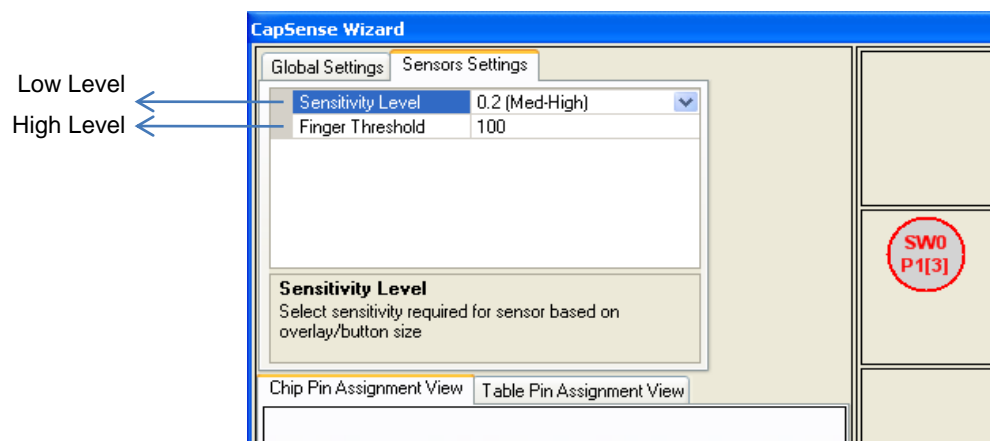 CapSense Wizard
Global Settings Sensors Settings
Low Level
Sensitivity Level 0.2 (Med-High)
High Level
Finger Threshold 100
SW0
P1[3]
Sensitivity Level
Select sensitivity required for sensor based on
overlay/button size
Chip Pin Assignment View Table Pin Assignment View